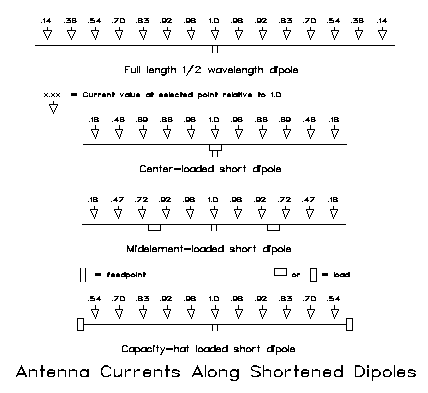 .14 .38 .54 .70 .83 .92 .98 1.0 .98 .92 .83 .70 .54 .38 .14
Full length 1/2 wavelength dipole
x.xx = Current value at selected point relative to 1.0
.18 .48 .69 .86 .96 1.0 .96 .86 .69 .48 .18
Center-loaded short dipole
.18 .47 .72 .92 .98 1.0 .98 .92 .72 .47 .18
Midelement-loaded short dipole
= feedpoint or = load
.54 .70 .83 .92 .98 1.0 .98 .92 .83 .70 .54
Capacity-hat loaded short dipole
Antenna Currents Along Shortened Dipoles